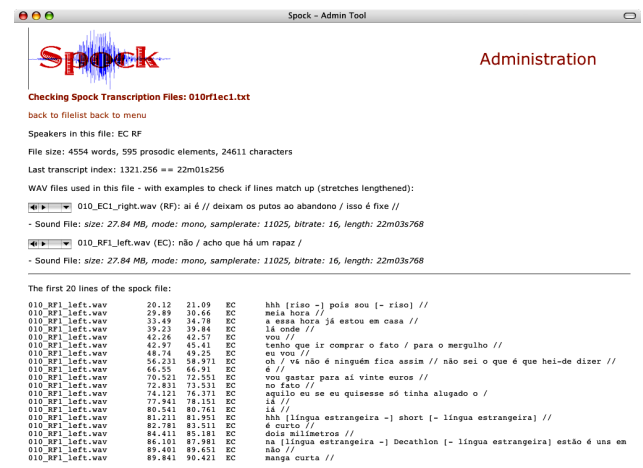 Spock – Admin Tool
Spock
Administration
Checking Spock Transcription Files: 010rf1ec1.txt
back to filelist back to menu
Speakers in this file: EC RF
File size: 4554 words, 595 prosodic elements, 24611 characters
Last transcript index: 1321.256 == 22m01s256
WAV files used in this file - with examples to check if lines match up (stretches lengthened):
010_EC1_right.wav (RF): ai é // deixam os putos ao abandono / isso é fixe //
- Sound File: size: 27.84 MB, mode: mono, samplerate: 11025, bitrate: 16, length: 22m03s768
010_RF1_left.wav (EC): não / acho que há um rapaz /
- Sound File: size: 27.84 MB, mode: mono, samplerate: 11025, bitrate: 16, length: 22m03s768
The first 20 lines of the spock file:
010_RF1_left.wav 20.12 21.09 EC hhh [riso -] pois sou [- riso] //
010_RF1_left.wav 29.89 30.66 EC meia hora //
010_RF1_left.wav 33.49 34.78 EC a essa hora já estou em casa //
010_RF1_left.wav 39.23 39.84 EC lá onde //
010_RF1_left.wav 42.26 42.57 EC vou //
010_RF1_left.wav 42.97 45.41 EC tenho que ir comprar o fato / para o mergulho //
010_RF1_left.wav 48.74 49.25 EC eu vou //
010_RF1_left.wav 56.231 58.971 EC oh / v& não é ninguém fica assim // não sei o que é que hei-de dizer //
010_RF1_left.wav 66.55 66.91 EC é //
010_RF1_left.wav 70.521 72.551 EC vou gastar para aí vinte euros //
010_RF1_left.wav 72.831 73.531 EC no fato //
010_RF1_left.wav 74.121 76.371 EC aquilo eu se eu quisesse só tinha alugado o /
010_RF1_left.wav 77.941 78.151 EC iá //
010_RF1_left.wav 80.541 80.761 EC iá //
010_RF1_left.wav 81.211 81.951 EC hhh [língua estrangeira -] short [- língua estrangeira] //
010_RF1_left.wav 82.781 83.511 EC é curto //
010_RF1_left.wav 84.411 85.181 EC dois milímetros //
010_RF1_left.wav 86.101 87.981 EC na [língua estrangeira -] Decathlon [- língua estrangeira] estão é uns em
010_RF1_left.wav 89.401 89.651 EC não //
010_RF1_left.wav 89.841 90.421 EC manga curta //